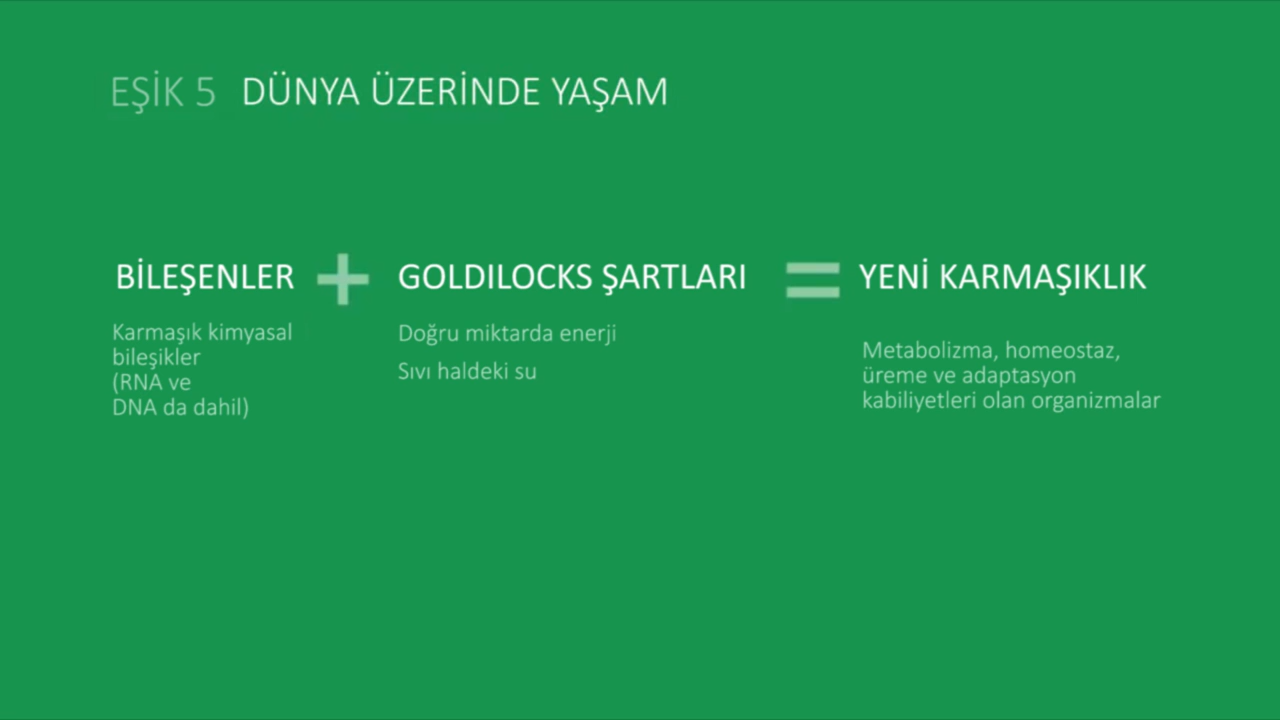 EŞİK 5 DÜNYA ÜZERİNDE YAŞAM
BİLEŞENLER + GOLDILOCKS ŞARTLARI = YENİ KARMAŞIKLIK
Karmaşık kimyasal
bileşikler
(RNA ve
DNA da dahil)
Doğru miktarda enerji
Sıvı haldeki su
Metabolizma, homeostaz,
üreme ve adaptasyon
kabiliyetleri olan organizmalar